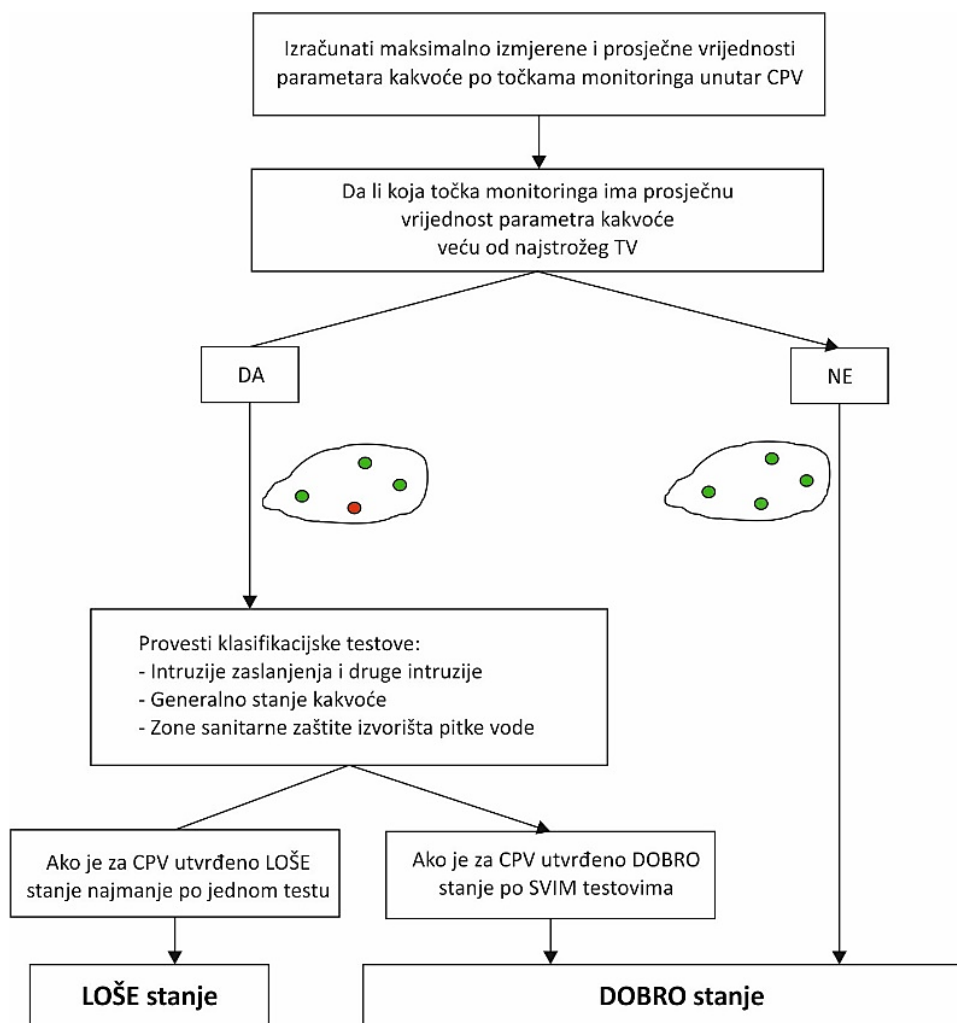 Izračunati maksimalno izmjerene i prosječne vrijednosti
parametara kakvoće po točkama monitoringa unutar CPV
Da li koja točka monitoringa ima prosječnu
vrijednost parametra kakvoće
veću od najstrožeg TV
DA
NE
Provesti klasifikacijske testove:
- Intruzije zaslanjenja i druge intruzije
- Generalno stanje kakvoće
- Zone sanitarne zaštite izvorišta pitke vode
Ako je za CPV utvrđeno LOŠE
stanje najmanje po jednom testu
Ako je za CPV utvrđeno DOBRO
stanje po SVIM testovima
LOŠE stanje
DOBRO stanje